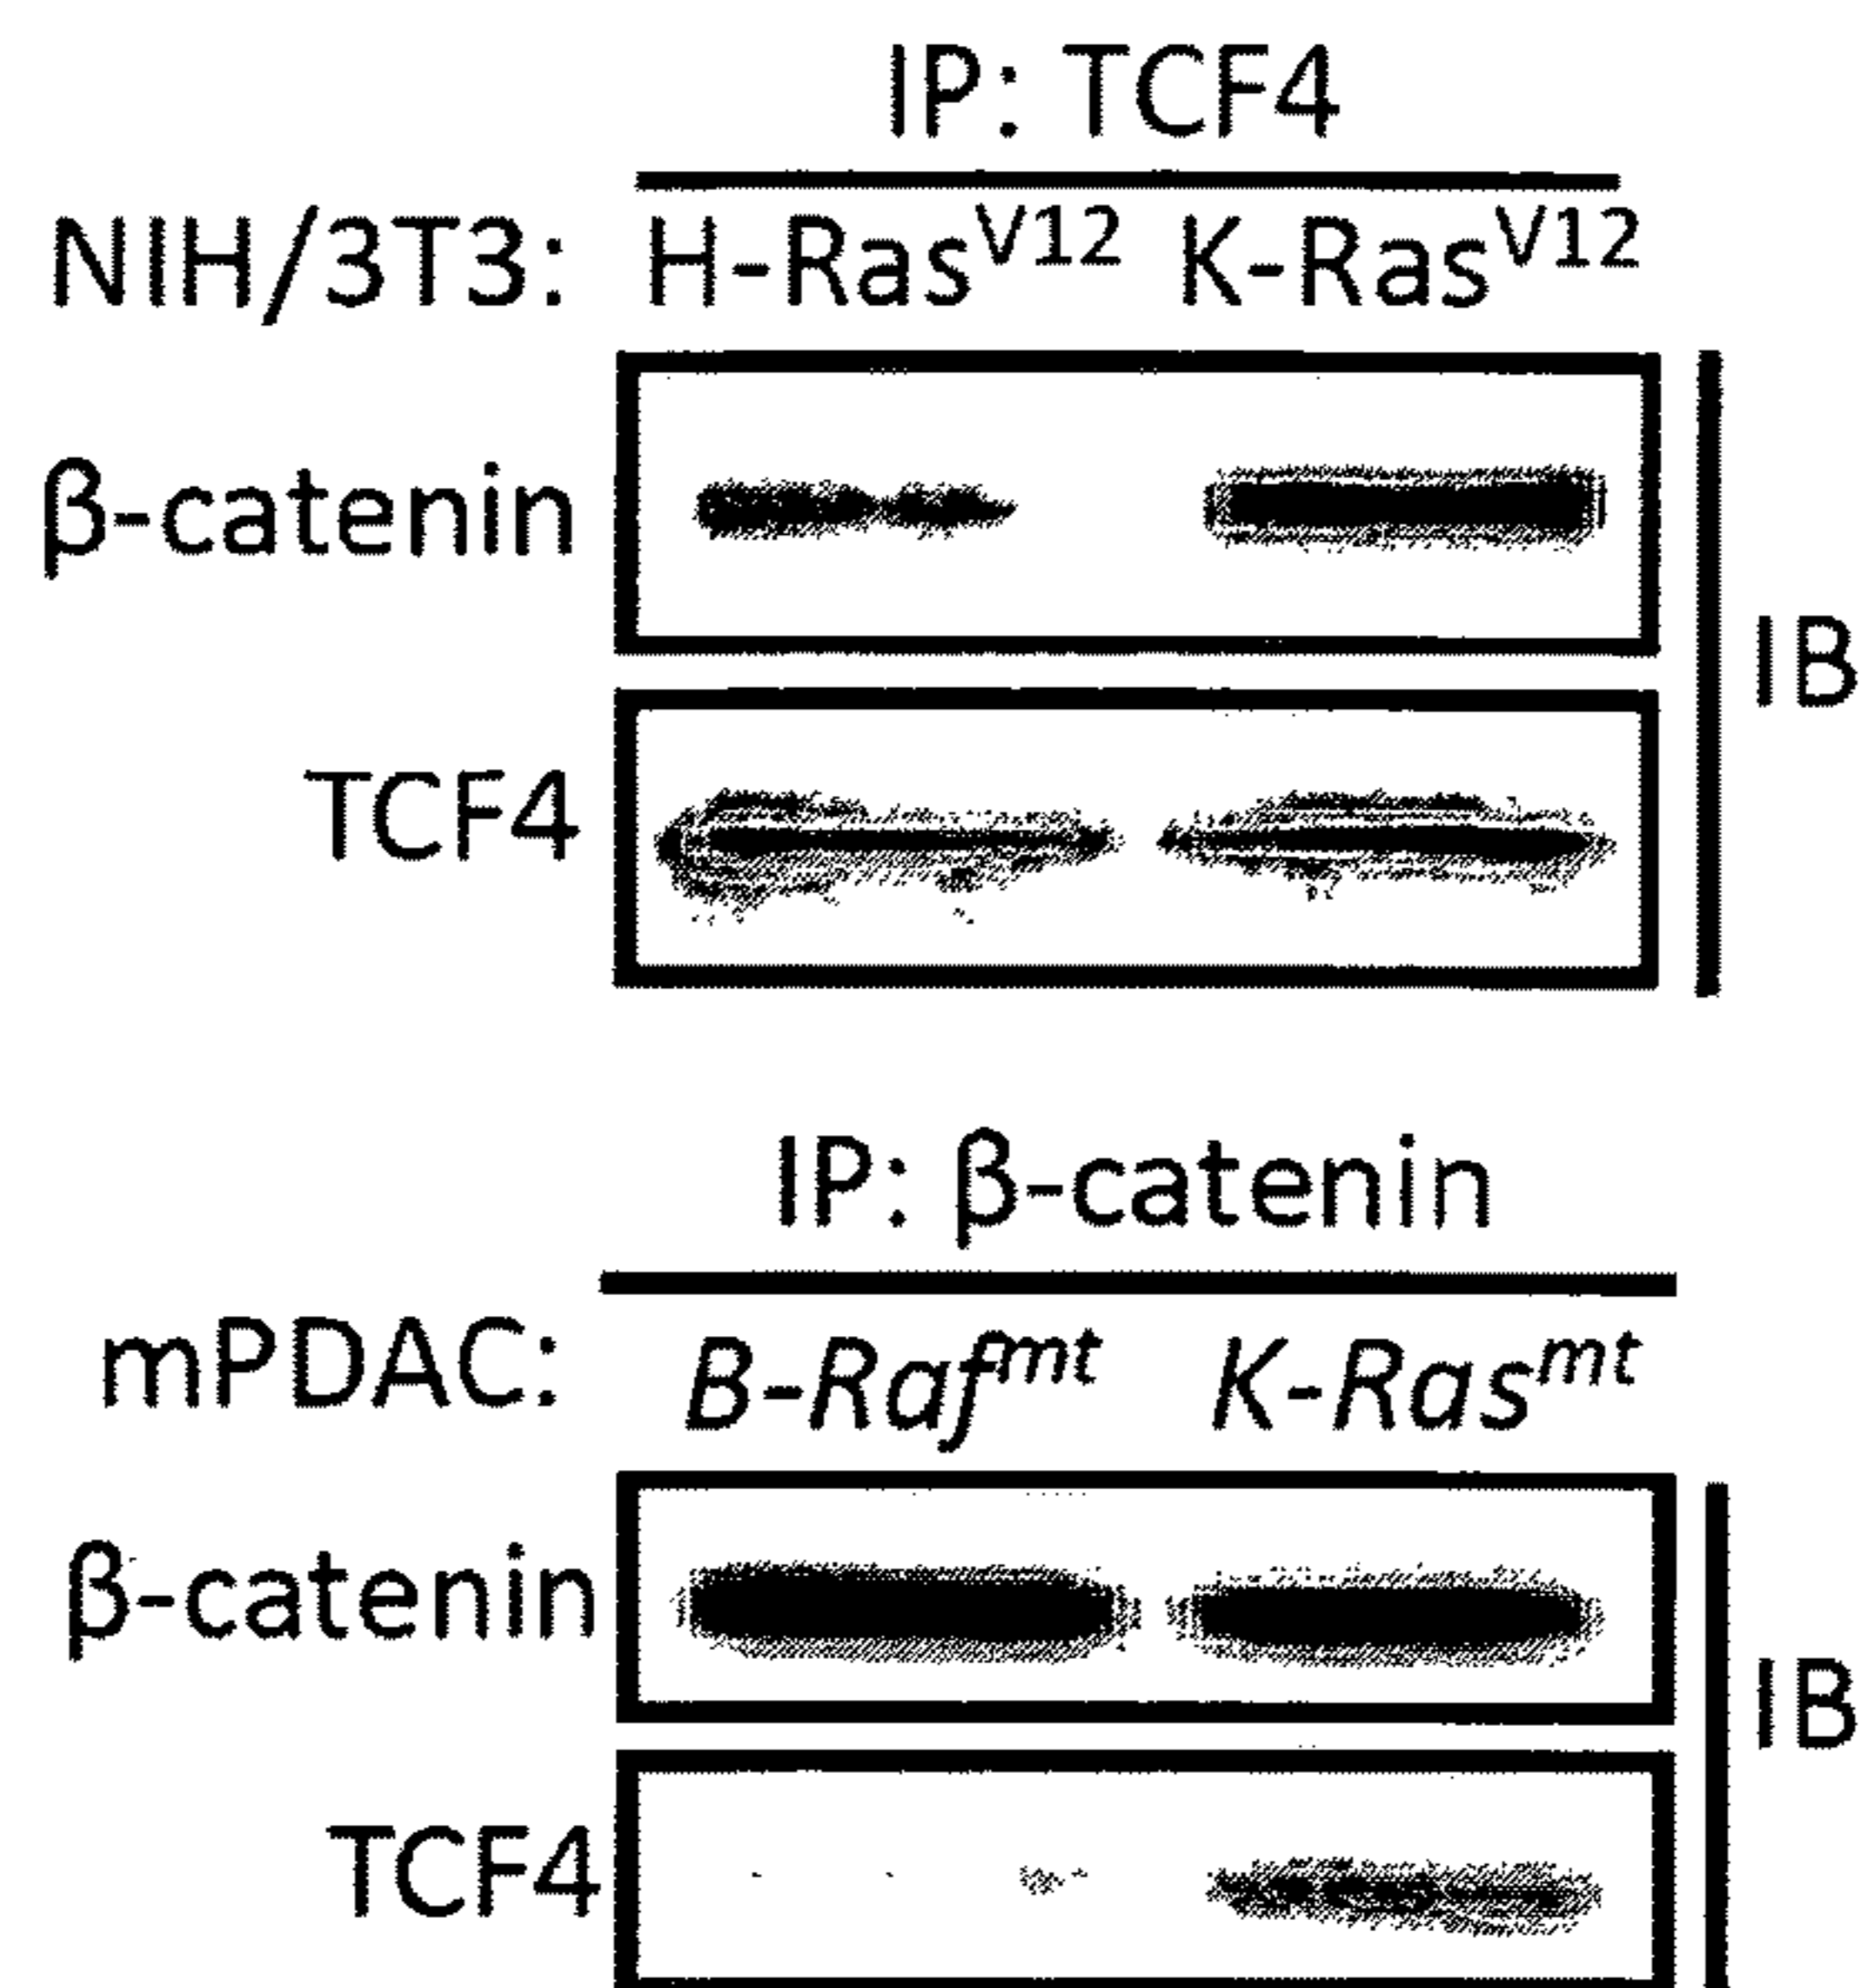 IP: TCF4
NIH/3T3: H-Ras^V12 K-Ras^V12
β-catenin
IB
TCF4
IP: β-catenin
mPDAC: B-Raf^mt K-Ras^mt
β-catenin
IB
TCF4